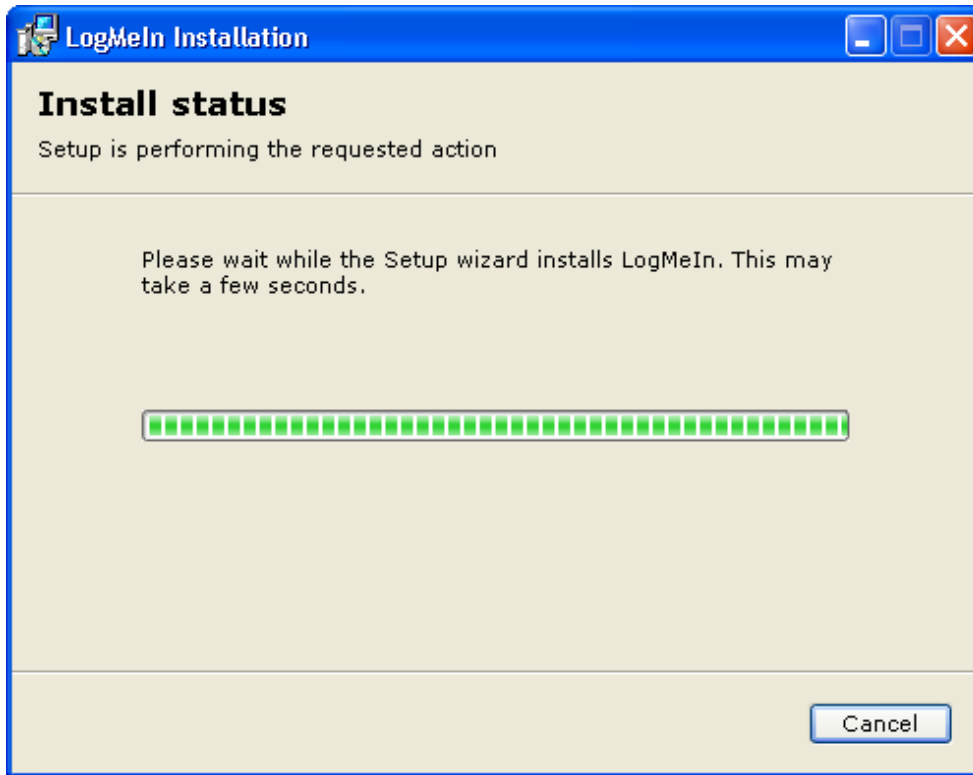 LogMeIn Installation
Install status
Setup is performing the requested action
Please wait while the Setup wizard installs LogMeIn. This may
take a few seconds.
Cancel